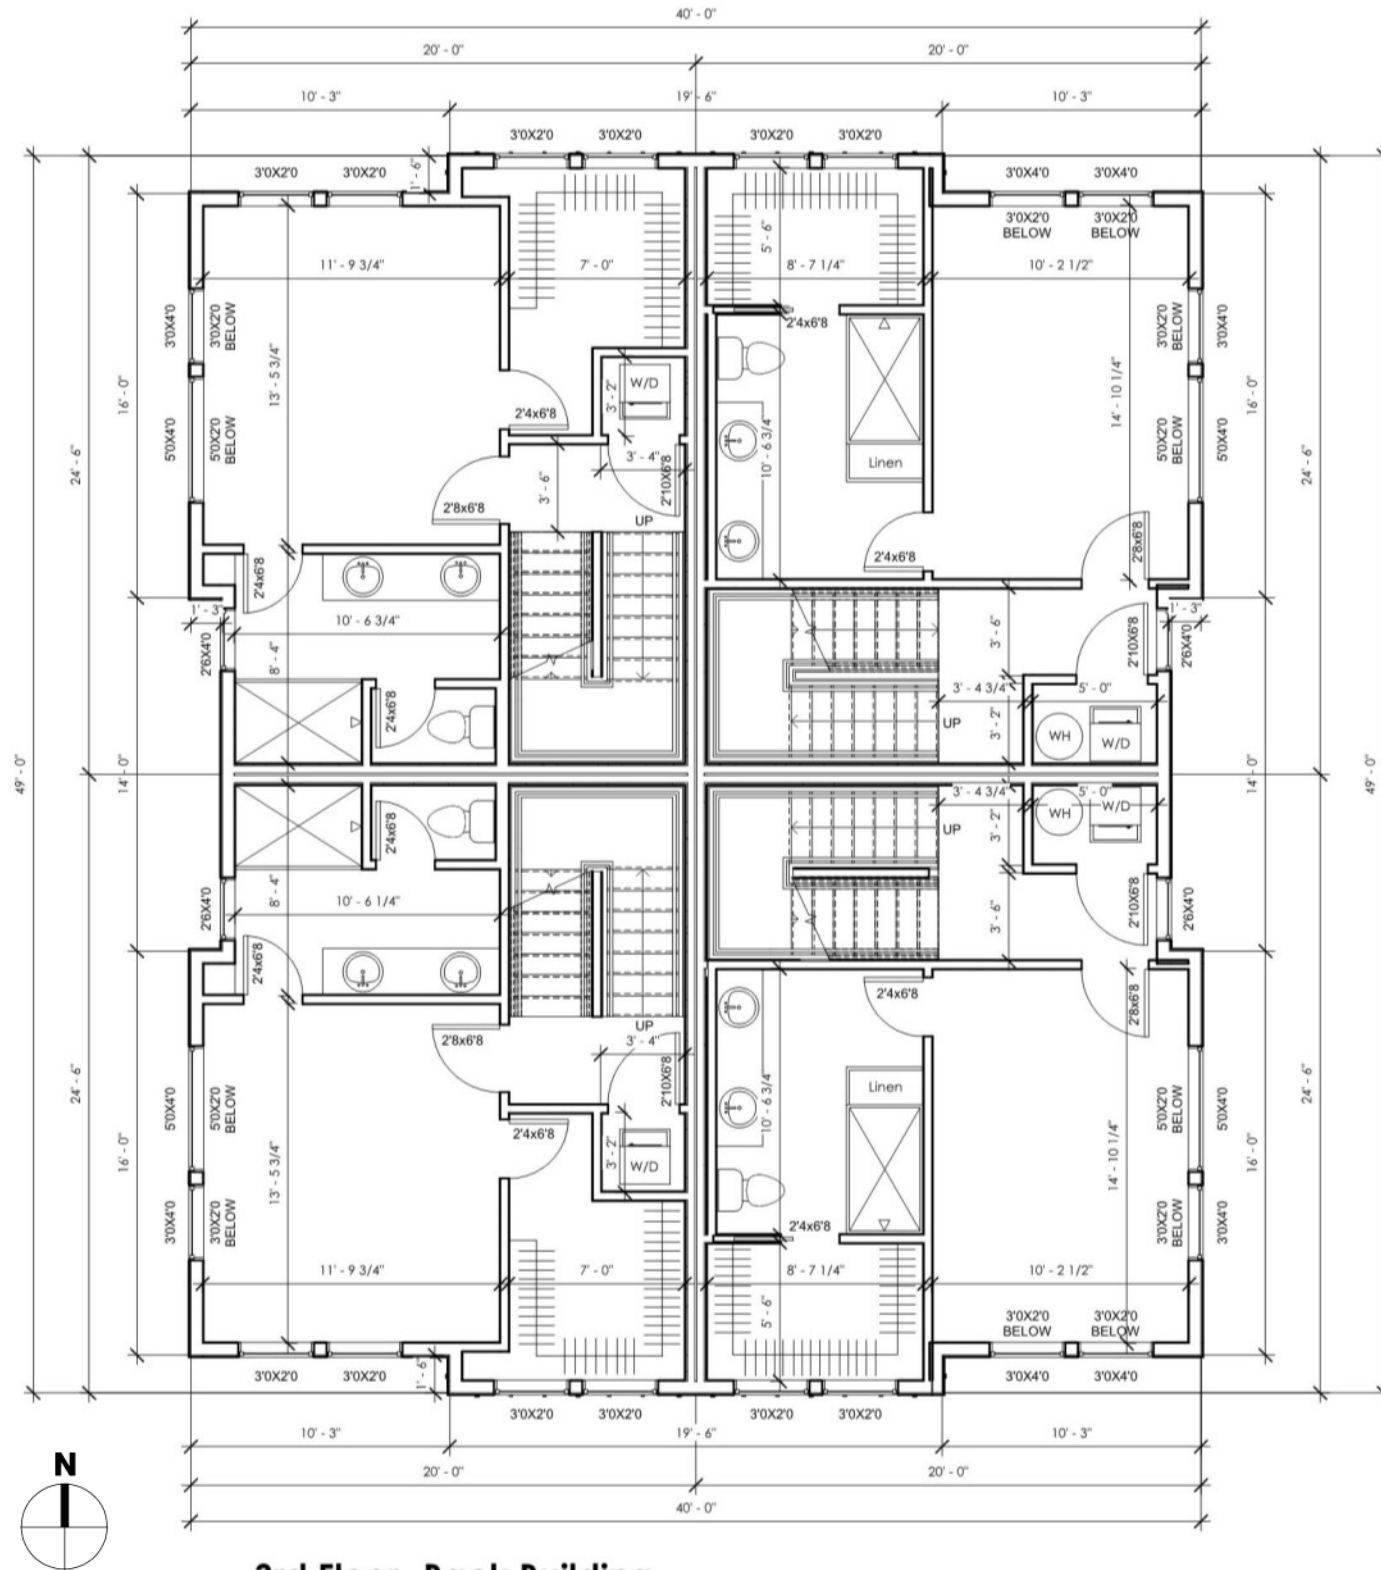 40' - 0"
20' - 0" 20' - 0"
10' - 3" 19' - 6" 10' - 3"
3'0X2'0 3'0X2'0 3'0X2'0 3'0X2'0
1' - 6"
3'0X2'0 3'0X2'0 3'0X4'0 3'0X4'0
3'0X2'0 BELOW 3'0X2'0 BELOW
5' - 6"
11' - 9 3/4" 7' - 0" 8' - 7 1/4" 10' - 2 1/2"
3'0X4'0 3'0X2'0 BELOW 3'0X2'0 BELOW 3'0X4'0
2'4x6'8
16' - 0" 13' - 5 3/4" 3' - 2" W/D 14' - 10 1/4" 16' - 0"
2'4x6'8
5'0X4'0 5'0X2'0 BELOW 10' - 6 3/4" 5'0X2'0 BELOW 5'0X4'0
24' - 6" 3' - 4" Linen 24' - 6"
3' - 6" 2'10X6'8
2'8x6'8
UP
2'4x6'8 2'8x6'8
2'4x6'8
1' - 3" 1' - 3"
10' - 6 3/4"
2'6X4'0 8' - 4" 3' - 6" 2'10X6'8 2'6X4'0
3' - 4 3/4" 5' - 0"
2'4x6'8
UP 3' - 2" WH W/D
49' - 0" 14' - 0" 14' - 0" 49' - 0"
3' - 4 3/4" 5' - 0"
W/D
WH
2'4x6'8 UP 3' - 2"
2'6X4'0 8' - 4" 10' - 6 1/4" 3' - 6" 2'10X6'8 2'6X4'0
2'4x6'8
2'4x6'8
2'8x6'8
UP
2'8x6'8 3' - 4"
2'10X6'8
24' - 6" Linen 24' - 6"
5'0X4'0 5'0X2'0 BELOW 10' - 6 3/4" 5'0X2'0 BELOW 5'0X4'0
2'4x6'8
16' - 0" 13' - 5 3/4" 3' - 2" W/D 14' - 10 1/4" 16' - 0"
3'0X4'0 3'0X2'0 BELOW 2'4x6'8 3'0X2'0 BELOW 3'0X4'0
11' - 9 3/4" 7' - 0" 8' - 7 1/4" 10' - 2 1/2"
5' - 6"
3'0X2'0 BELOW 3'0X2'0 BELOW
3'0X2'0 3'0X2'0 1' - 6" 3'0X4'0 3'0X4'0
3'0X2'0 3'0X2'0 3'0X2'0 3'0X2'0
10' - 3" 19' - 6" 10' - 3"
N
20' - 0" 20' - 0"
40' - 0"